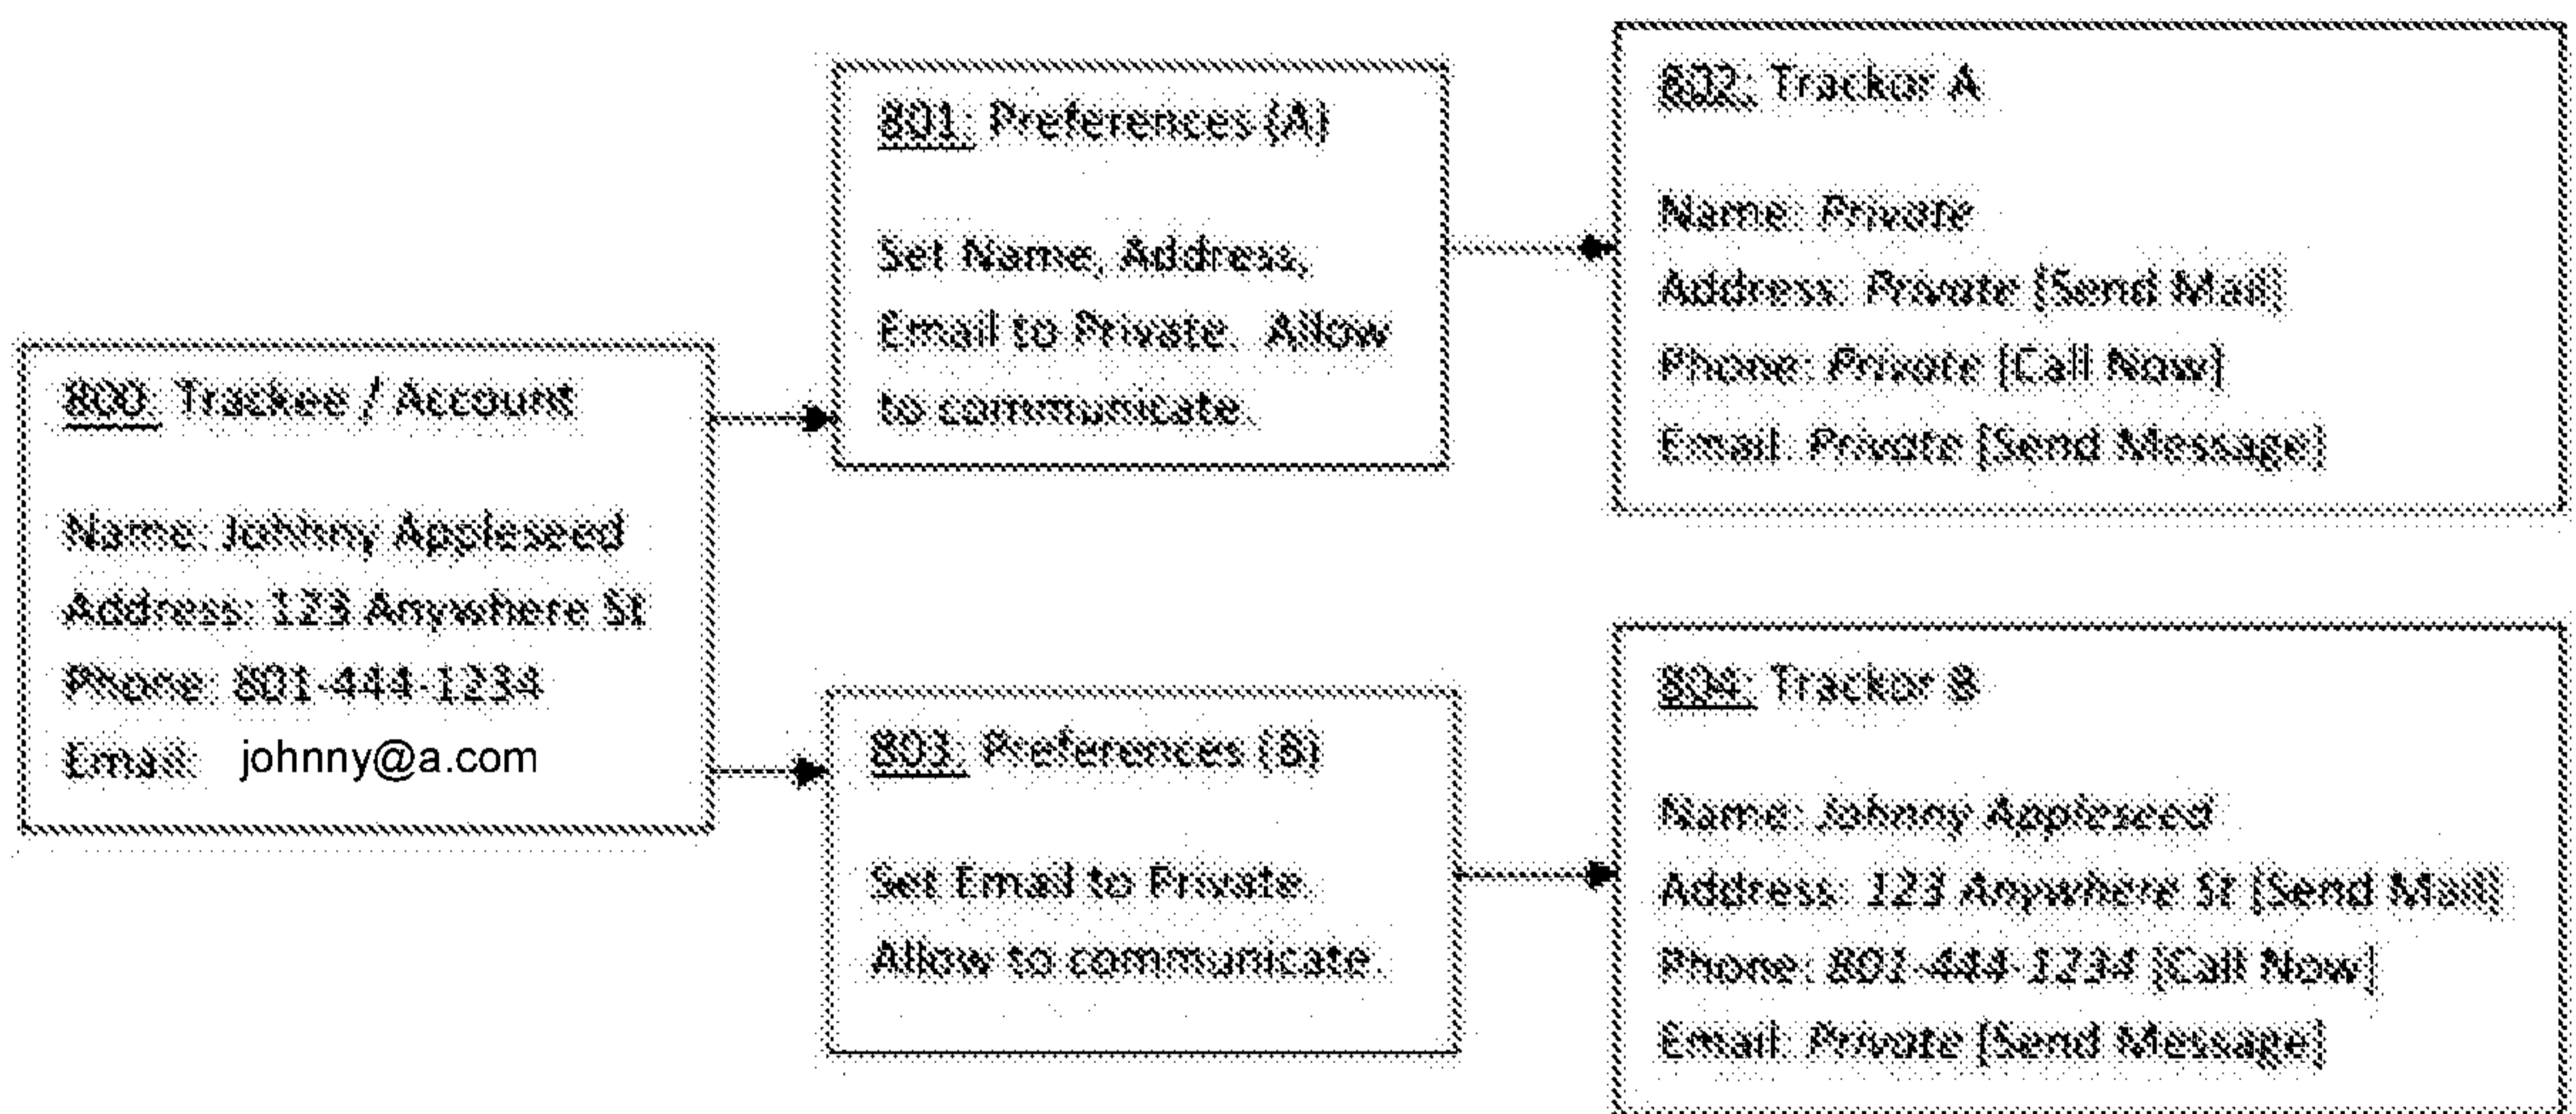 800: Trackee / Account
Name: Johnny Appleseed
Address: 123 Anywhere St
Phone: 801-444-1234
Email: johnny@a.com
801: Preferences (A)
Set Name, Address,
Email to Private. Allow
to communicate.
802: Trackor A
Name: Private
Address: Private [Send Mail]
Phone: Private [Call Now]
Email: Private [Send Message]
803: Preferences (B)
Set Email to Private.
Allow to communicate.
804: Trackor B
Name: Johnny Appleseed
Address: 123 Anywhere St [Send Mail]
Phone: 801-444-1234 [Call Now]
Email: Private [Send Message]